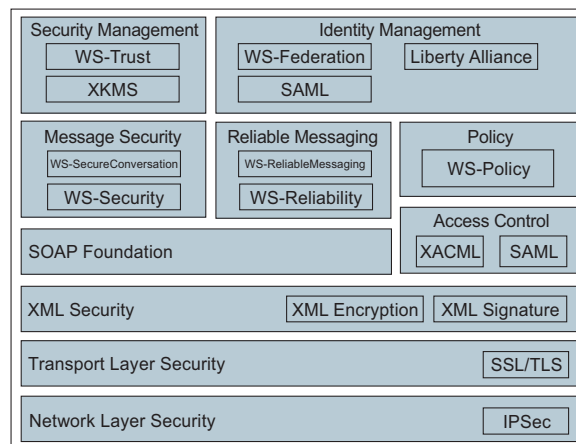 Security Management
WS-Trust
XKMS
Identity Management
WS-Federation
Liberty Alliance
SAML
Message Security
WS-SecureConversation
WS-Security
Reliable Messaging
WS-ReliableMessaging
WS-Reliability
Policy
WS-Policy
SOAP Foundation
Access Control
XACML
SAML
XML Security
XML Encryption
XML Signature
Transport Layer Security
SSL/TLS
Network Layer Security
IPSec